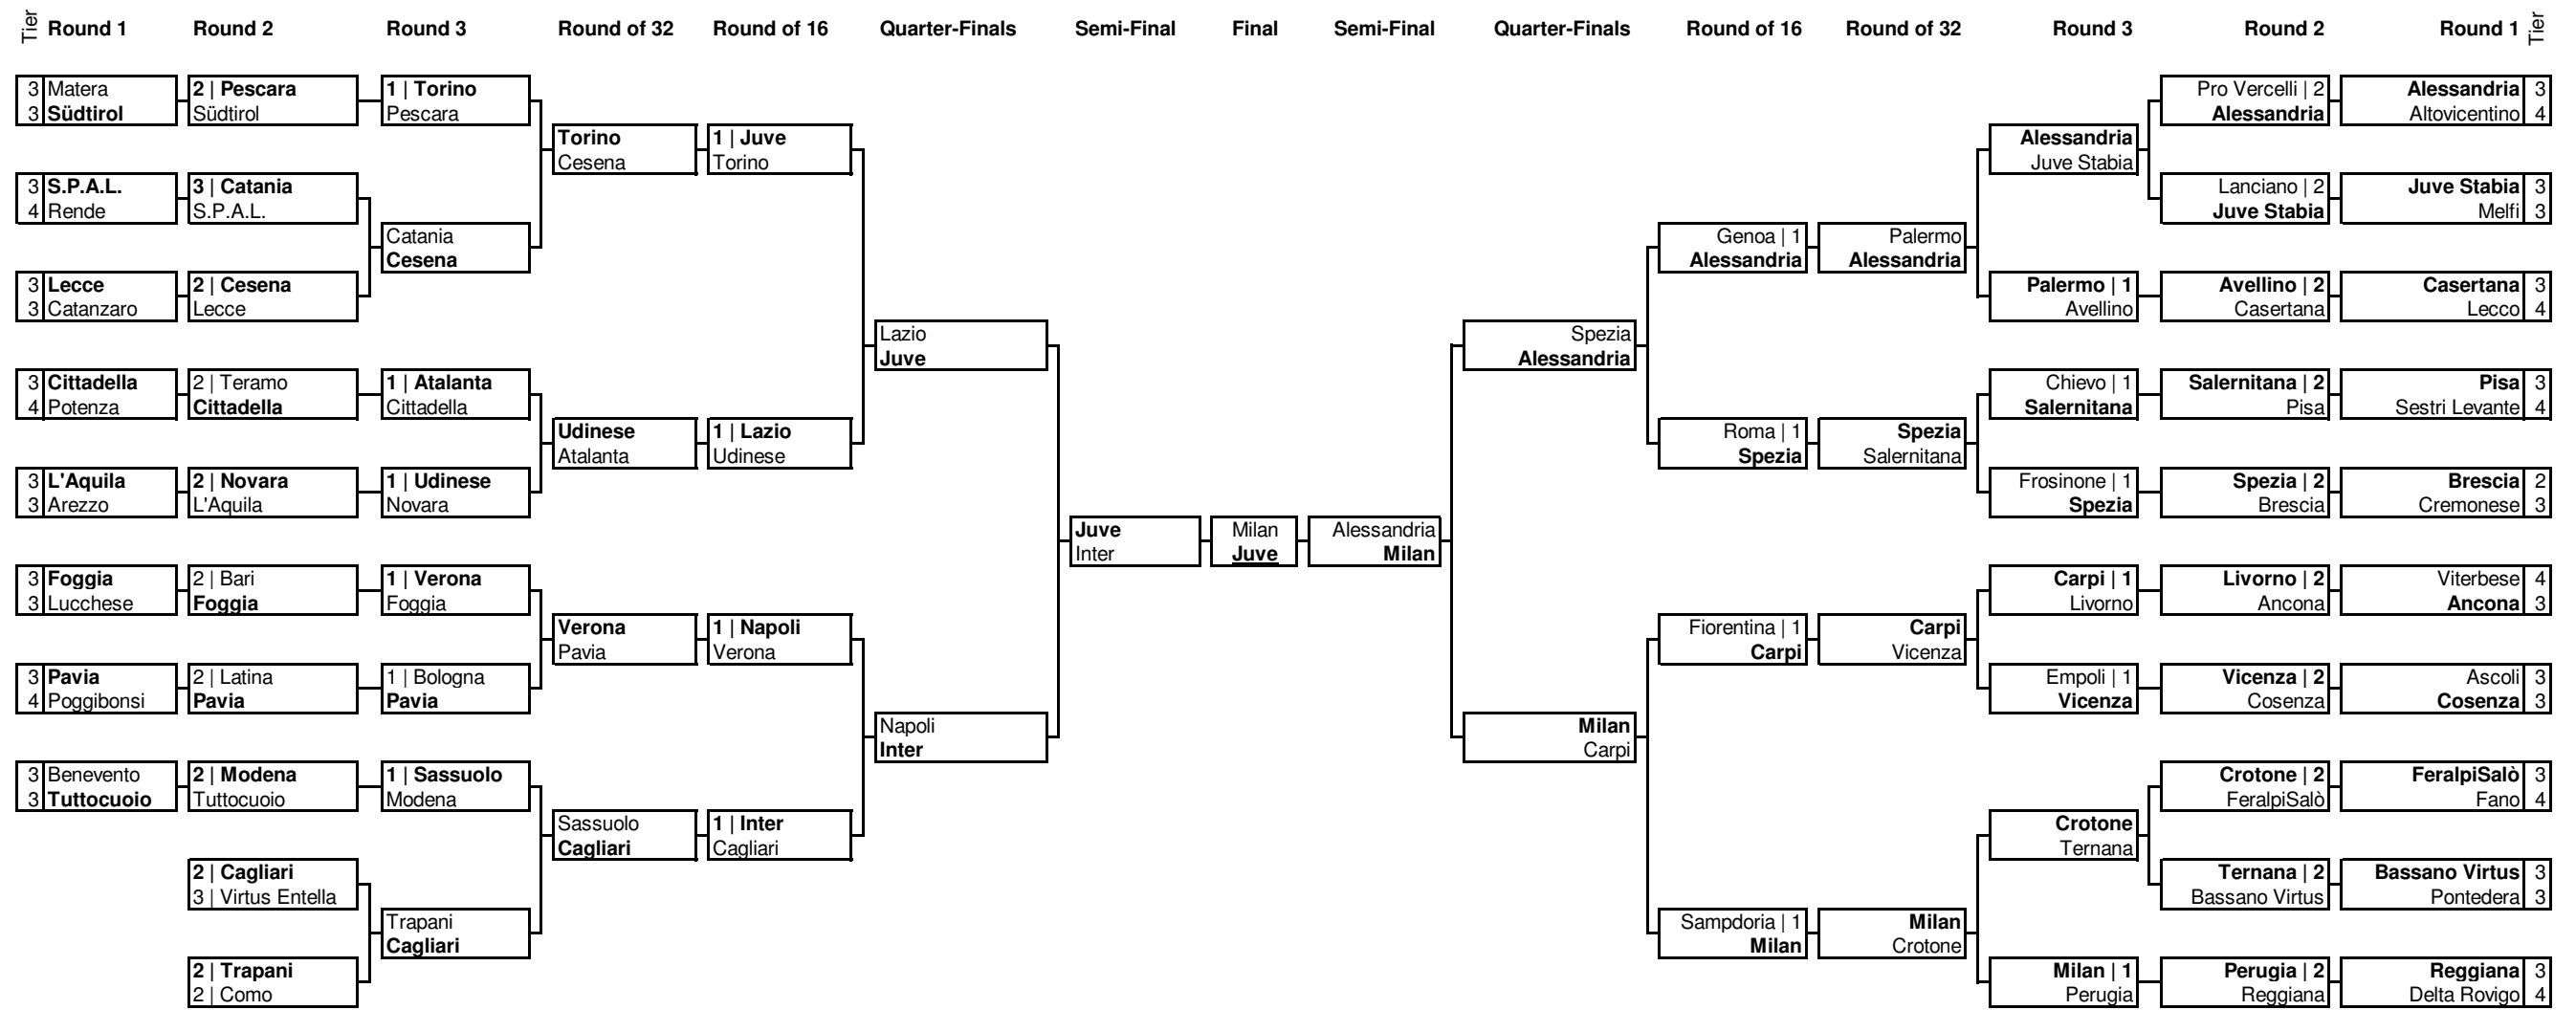 Tier Round 1 Round 2 Round 3 Round of 32 Round of 16 Quarter-Finals Semi-Final Final Semi-Final Quarter-Finals Round of 16 Round of 32 Round 3 Round 2 Round 1 Tier
3 Matera
3 Südtirol
3 S.P.A.L.
4 Rende
3 Lecce
3 Catanzaro
3 Cittadella
4 Potenza
3 L'Aquila
3 Arezzo
3 Foggia
3 Lucchese
3 Pavia
4 Poggibonsi
3 Benevento
3 Tuttocuoio
2 | Pescara
Südtirol
3 | Catania
S.P.A.L.
2 | Cesena
Lecce
2 | Teramo
Cittadella
2 | Novara
L'Aquila
2 | Bari
Foggia
2 | Latina
Pavia
2 | Modena
Tuttocuoio
2 | Cagliari
3 | Virtus Entella
2 | Trapani
2 | Como
1 | Torino
Pescara
Catania
Cesena
1 | Atalanta
Cittadella
1 | Udinese
Novara
1 | Verona
Foggia
1 | Bologna
Pavia
1 | Sassuolo
Modena
Trapani
Cagliari
Torino
Cesena
Udinese
Atalanta
Verona
Pavia
Sassuolo
Cagliari
1 | Juve
Torino
1 | Lazio
Udinese
1 | Napoli
Verona
1 | Inter
Cagliari
Lazio
Juve
Napoli
Inter
Juve
Inter
Milan
Juve
Alessandria
Milan
Spezia
Alessandria
Milan
Carpi
Genoa | 1
Alessandria
Roma | 1
Spezia
Fiorentina | 1
Carpi
Sampdoria | 1
Milan
Palermo
Alessandria
Spezia
Salernitana
Carpi
Vicenza
Milan
Crotone
Alessandria
Juve Stabia
Palermo | 1
Avellino
Chievo | 1
Salernitana
Frosinone | 1
Spezia
Carpi | 1
Livorno
Empoli | 1
Vicenza
Crotone
Ternana
Milan | 1
Perugia
Pro Vercelli | 2
Alessandria
Lanciano | 2
Juve Stabia
Avellino | 2
Casertana
Salernitana | 2
Pisa
Spezia | 2
Brescia
Livorno | 2
Ancona
Vicenza | 2
Cosenza
Crotone | 2
FeralpiSalò
Ternana | 2
Bassano Virtus
Perugia | 2
Reggiana
Alessandria 3
Altovicentino 4
Juve Stabia 3
Melfi 3
Casertana 3
Lecco 4
Pisa 3
Sestri Levante 4
Brescia 2
Cremonese 3
Viterbese 4
Ancona 3
Ascoli 3
Cosenza 3
FeralpiSalò 3
Fano 4
Bassano Virtus 3
Pontedera 3
Reggiana 3
Delta Rovigo 4